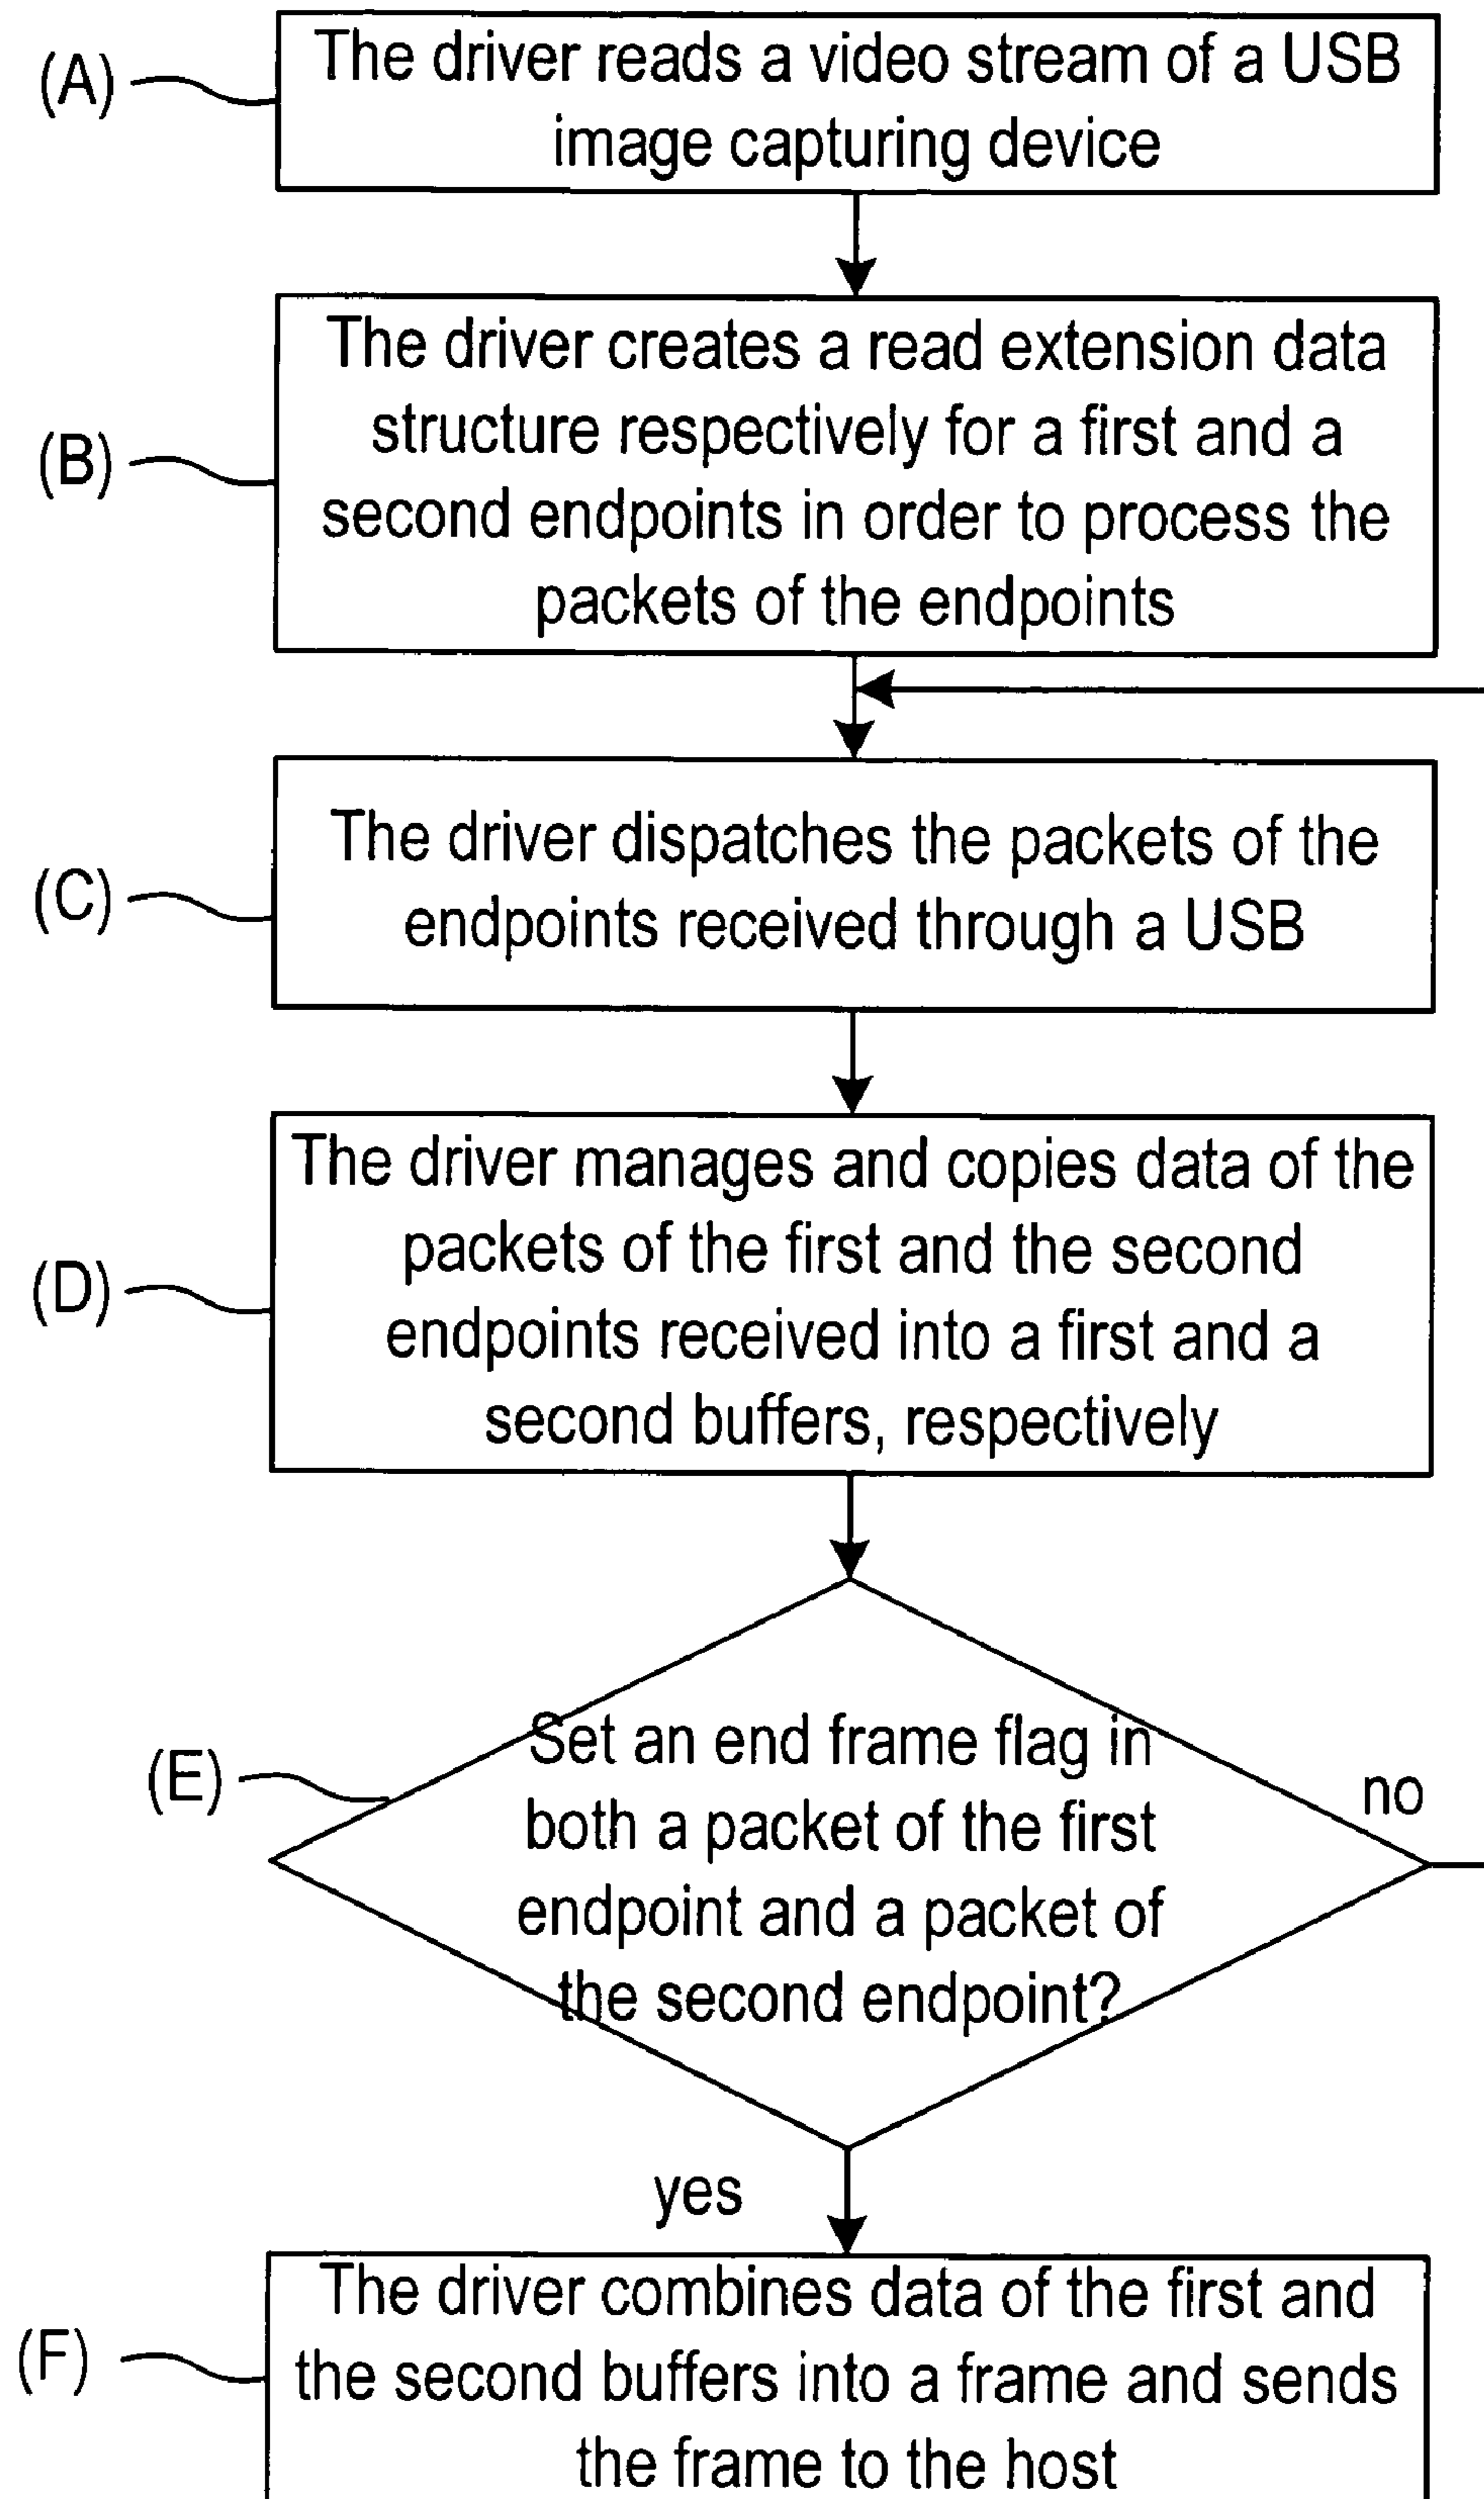 (A)
The driver reads a video stream of a USB
image capturing device
(B)
The driver creates a read extension data
structure respectively for a first and a
second endpoints in order to process the
packets of the endpoints
(C)
The driver dispatches the packets of the
endpoints received through a USB
(D)
The driver manages and copies data of the
packets of the first and the second
endpoints received into a first and a
second buffers, respectively
(E)
Set an end frame flag in
both a packet of the first
endpoint and a packet of
the second endpoint?
no
yes
(F)
The driver combines data of the first and
the second buffers into a frame and sends
the frame to the host